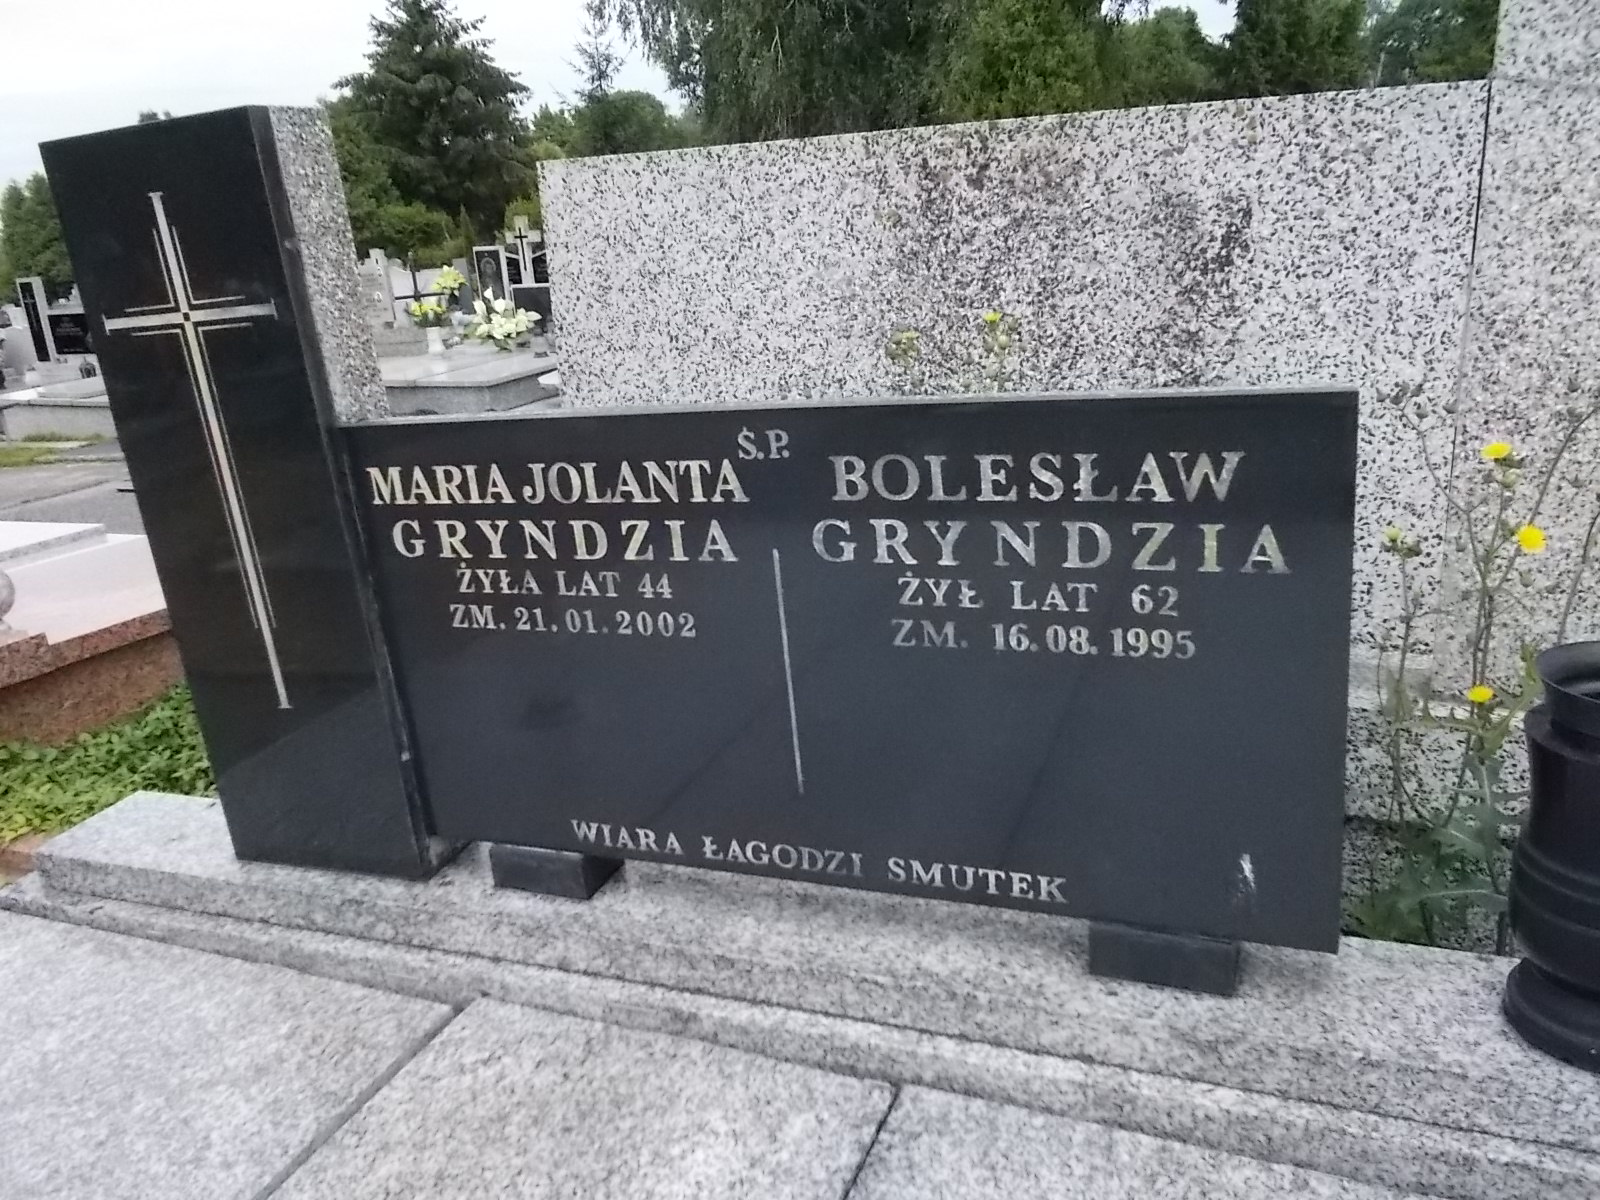 Ś.P.
MARIA JOLANTA
GRYNDZIA
ŻYŁA LAT 44
ZM. 21.01.2002
BOLESŁAW
GRYNDZIA
ŻYŁ LAT 62
ZM. 16.08.1995
WIARA ŁAGODZI SMUTEK